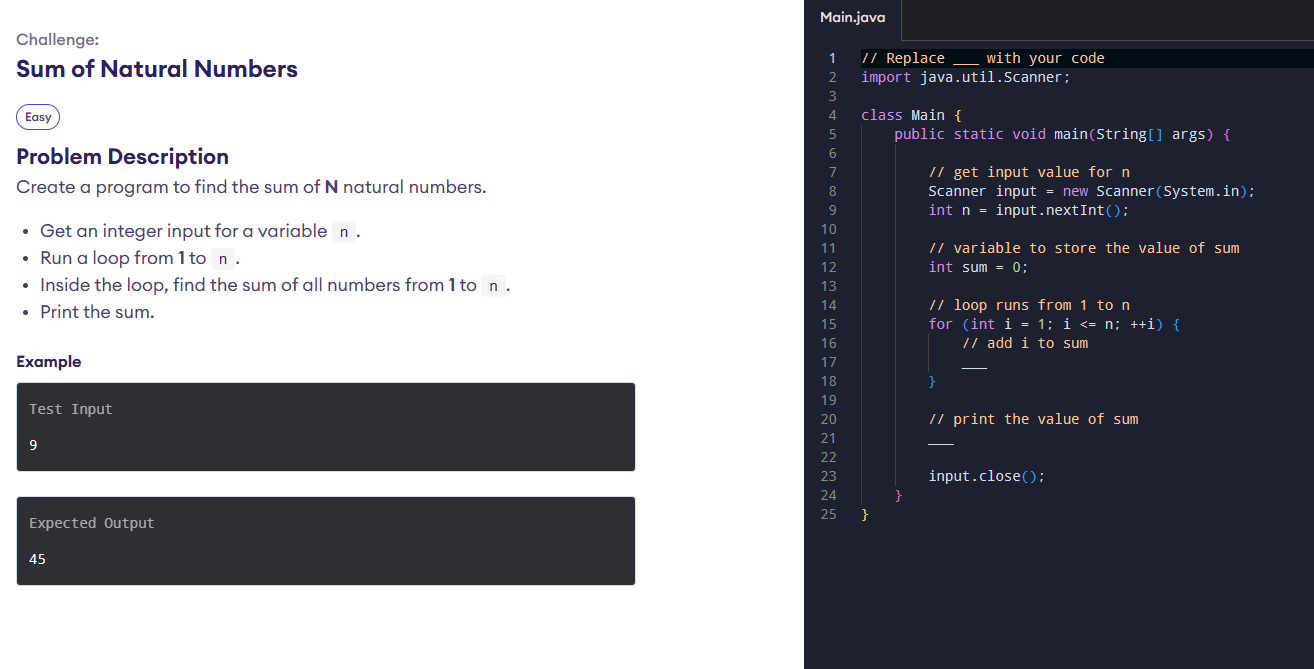 Challenge:
Sum of Natural Numbers
Easy
Problem Description
Create a program to find the sum of N natural numbers.
• Get an integer input for a variable n.
• Run a loop from 1 to n.
• Inside the loop, find the sum of all numbers from 1 to n.
• Print the sum.
Example
Test Input
9
Expected Output
45
Main.java
1 // Replace ___ with your code
2 import java.util.Scanner;
3
4 class Main {
5     public static void main(String[] args) {
6
7         // get input value for n
8         Scanner input = new Scanner(System.in);
9         int n = input.nextInt();
10
11         // variable to store the value of sum
12         int sum = 0;
13
14         // loop runs from 1 to n
15         for (int i = 1; i <= n; ++i) {
16             // add i to sum
17             ___
18         }
19
20         // print the value of sum
21         ___
22
23         input.close();
24     }
25 }